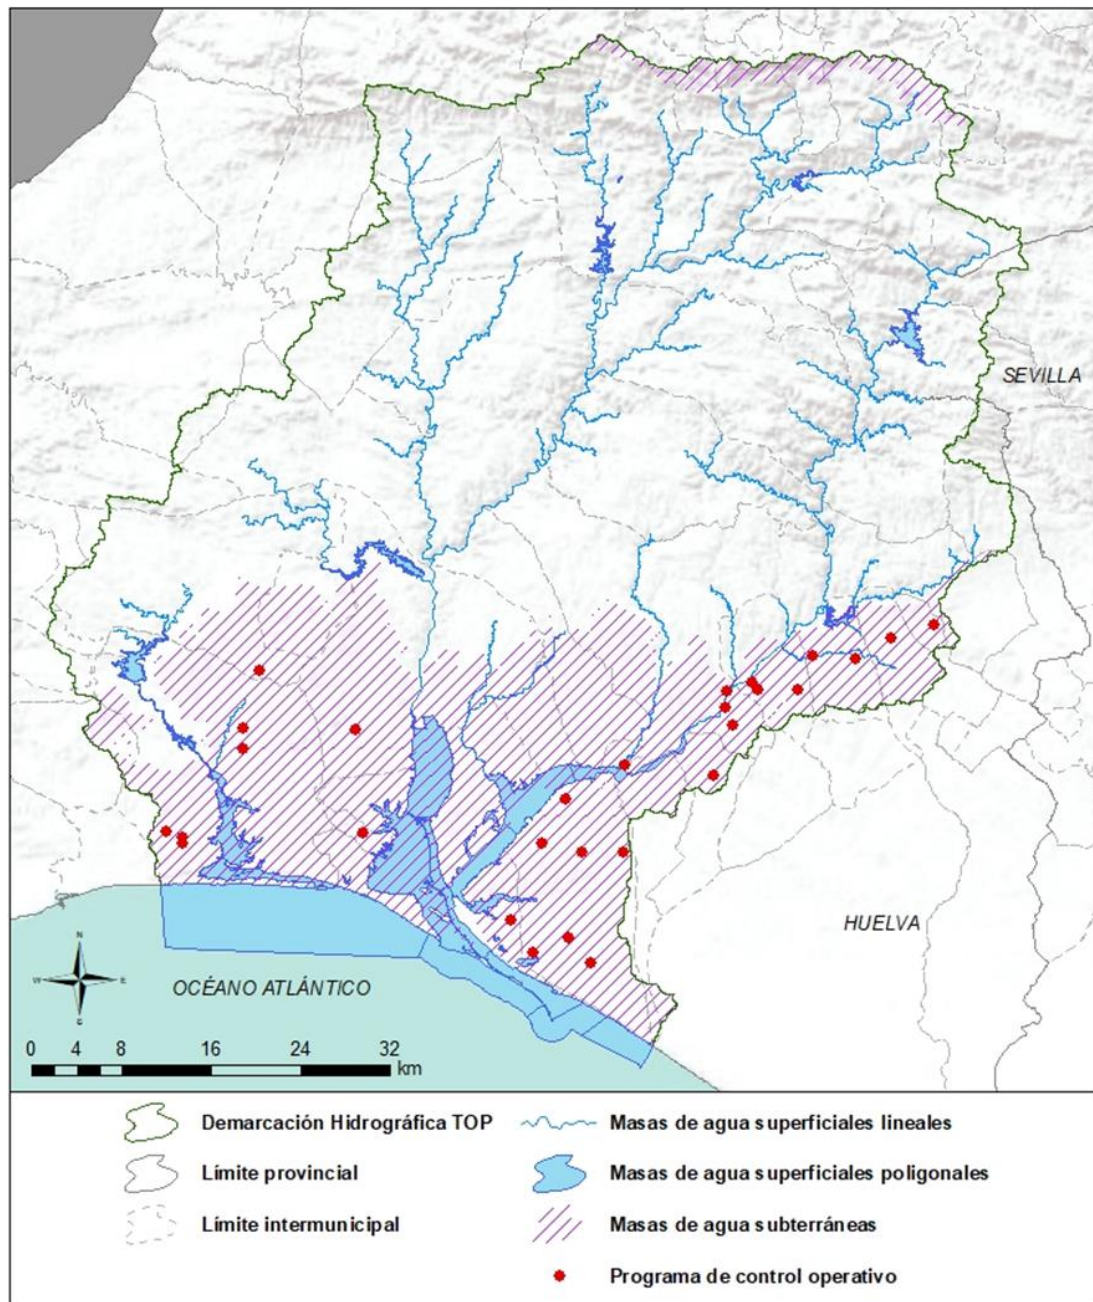 SEVILLA
HUELVA
N
W E
S
OCÉANO ATLÁNTICO
0 4 8 16 24 32
km
Demarcación Hidrográfica TOP
Masas de agua superficiales lineales
Límite provincial
Masas de agua superficiales poligonales
Límite intermunicipal
Masas de agua subterráneas
Programa de control operativo